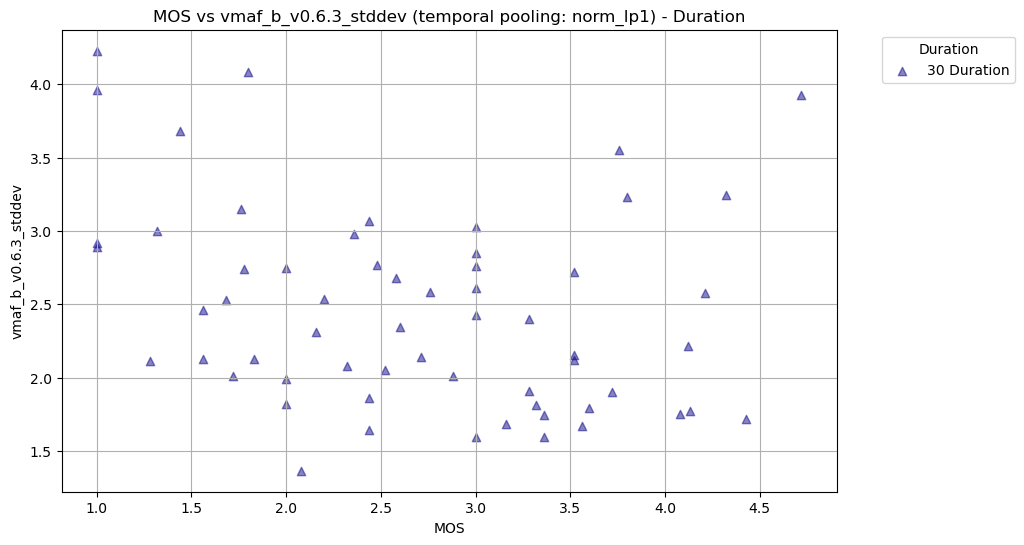 MOS vs vmaf_b_v0.6.3_stddev (temporal pooling: norm_lp1) - Duration
Duration
30 Duration
vmaf_b_v0.6.3_stddev
4.0
3.5
3.0
2.5
2.0
1.5
1.0 1.5 2.0 2.5 3.0 3.5 4.0 4.5
MOS